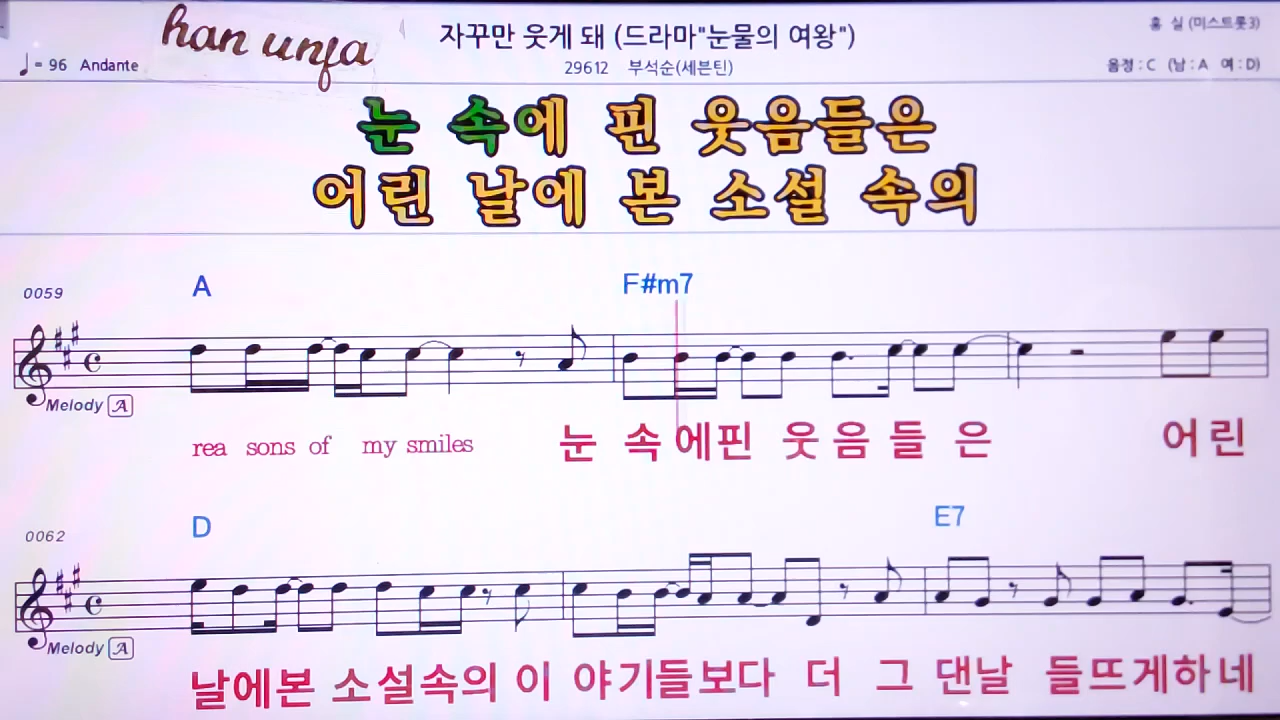 han unfa
자꾸만 웃게 돼 (드라마"눈물의 여왕")
홍 실 (미스트롯3)
♩= 96 Andante
29612 부석순(세븐틴)
음정 : C (남 : A 여 : D)
눈 속에 핀 웃음들은
어린 날에 본 소설 속의
0059
A F#m7
Melody A
rea sons of my smiles 눈 속 에핀 웃 음 들 은 어 린
0062
D E7
Melody A
날에본 소설속의 이 야기들보다 더 그 댄날 들뜨게하네